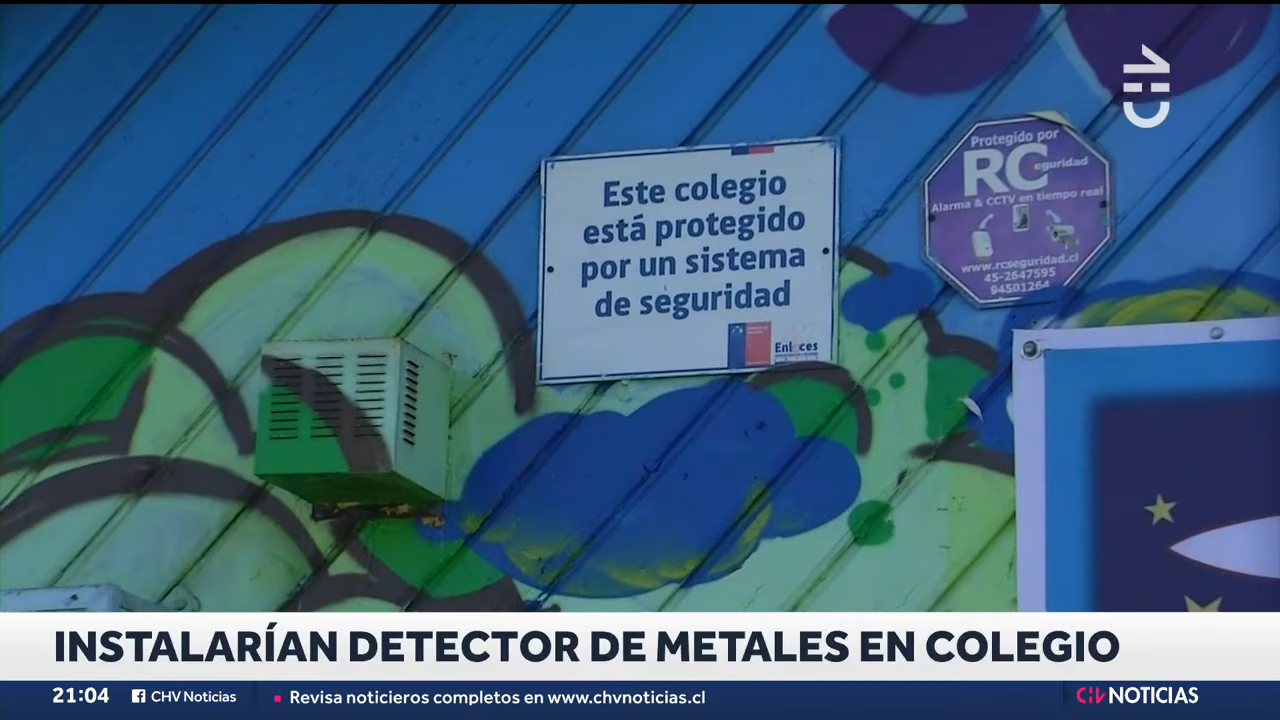 CHV
Este colegio
está protegido
por un sistema
de seguridad
Enlaces
Protegido por
RC
eguridad
Alarma & CCTV en tiempo real
www.rcseguridad.cl
45-2647595
94501264
INSTALARÍAN DETECTOR DE METALES EN COLEGIO
21:04
CHV Noticias
Revisa noticieros completos en www.chvnoticias.cl
CHV NOTICIAS